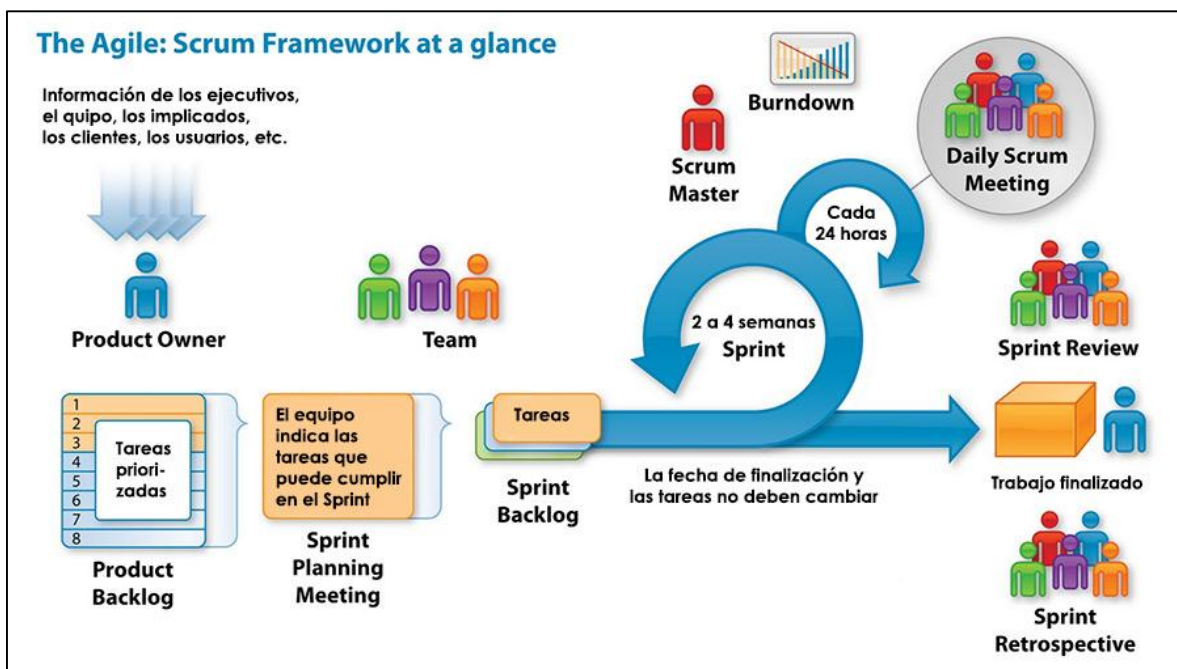 The Agile: Scrum Framework at a glance
Información de los ejecutivos,
el quipo, los implicados,
los clientes, los usuarios, etc.
Product Owner
Team
Scrum
Master
Burndown
Daily Scrum
Meeting
Cada
24 horas
2 a 4 semanas
Sprint
Sprint Review
1
2
3
4
5
6
7
8
Tareas
priori-
zadas
Product
Backlog
El equipo
indica las
tareas que
puede cumplir
en el Sprint
Sprint
Planning
Meeting
Tareas
Sprint
Backlog
La fecha de finalización y
las tareas no deben cambiar
Trabajo finalizado
Sprint
Retrospective